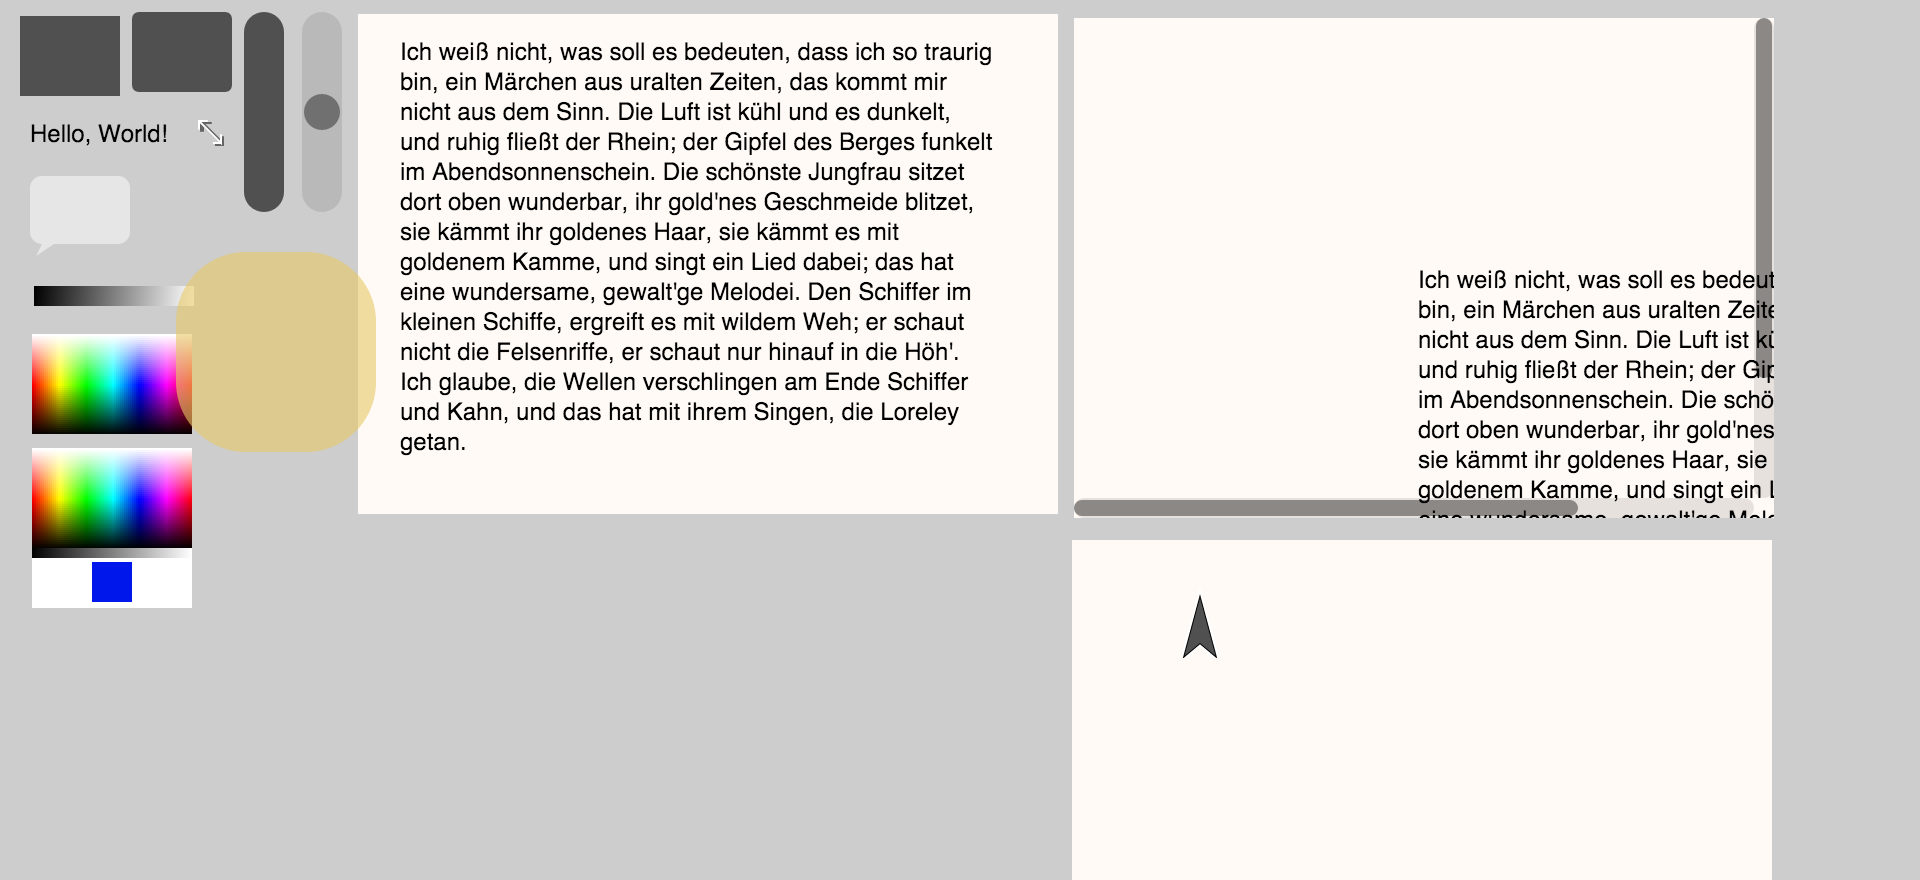 Hello, World!
Ich weiß nicht, was soll es bedeuten, dass ich so traurig
bin, ein Märchen aus uralten Zeiten, das kommt mir
nicht aus dem Sinn. Die Luft ist kühl und es dunkelt,
und ruhig fließt der Rhein; der Gipfel des Berges funkelt
im Abendsonnenschein. Die schönste Jungfrau sitzet
dort oben wunderbar, ihr gold'nes Geschmeide blitzet,
sie kämmt ihr goldenes Haar, sie kämmt es mit
goldenem Kamme, und singt ein Lied dabei; das hat
eine wundersame, gewalt'ge Melodei. Den Schiffer im
kleinen Schiffe, ergreift es mit wildem Weh; er schaut
nicht die Felsenriffe, er schaut nur hinauf in die Höh'.
Ich glaube, die Wellen verschlingen am Ende Schiffer
und Kahn, und das hat mit ihrem Singen, die Loreley
getan.
Ich weiß nicht, was soll es bedeut
bin, ein Märchen aus uralten Zeite
nicht aus dem Sinn. Die Luft ist kü
und ruhig fließt der Rhein; der Gip
im Abendsonnenschein. Die schö
dort oben wunderbar, ihr gold'nes
sie kämmt ihr goldenes Haar, sie
goldenem Kamme, und singt ein L
eine wundersame, gewalt'ge Melo